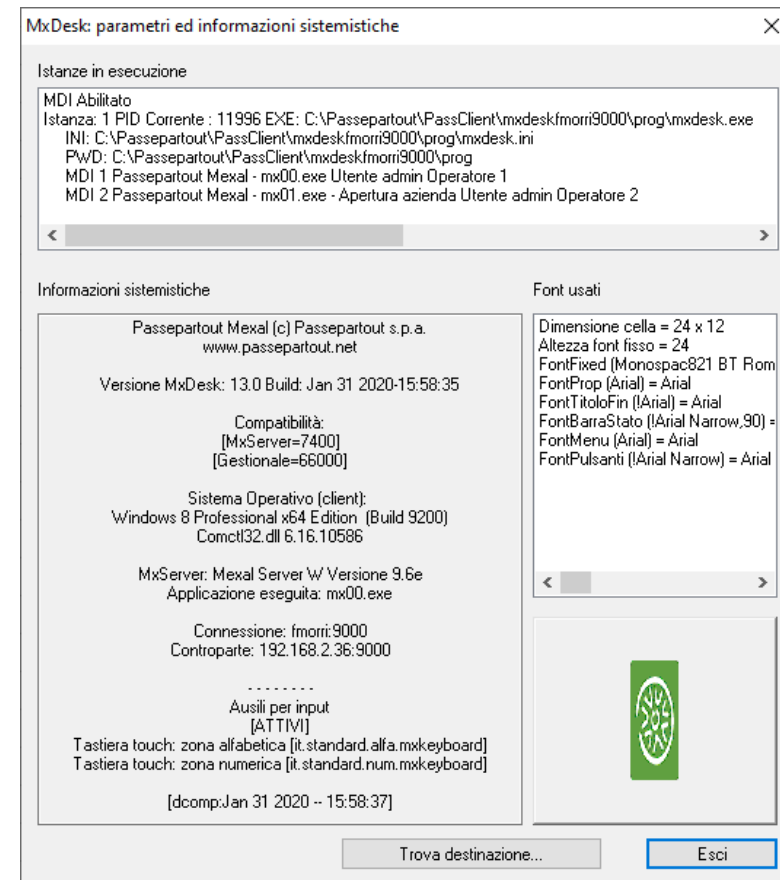 MxDesk: parametri ed informazioni sistemistiche
Istanze in esecuzione
MDI Abilitato
Istanza: 1 PID Corrente : 11996 EXE: C:\Passepartout\PassClient\mxdeskfmorri9000\prog\mxdesk.exe
INI: C:\Passepartout\PassClient\mxdeskfmorri9000\prog\mxdesk.ini
PWD: C:\Passepartout\PassClient\mxdeskfmorri9000\prog
MDI 1 Passepartout Mexal - mx00.exe Utente admin Operatore 1
MDI 2 Passepartout Mexal - mx01.exe - Apertura azienda Utente admin Operatore 2
Informazioni sistemistiche
Passepartout Mexal (c) Passepartout s.p.a.
www.passepartout.net
Versione MxDesk: 13.0 Build: Jan 31 2020-15:58:35
Compatibilità:
[MxServer=7400]
[Gestionale=66000]
Sistema Operativo (client):
Windows 8 Professional x64 Edition (Build 9200)
Comctl32.dll 6.16.10586
MxServer: Mexal Server W Versione 9.6e
Applicazione eseguita: mx00.exe
Connessione: fmorri:9000
Controparte: 192.168.2.36:9000
- - - - - - - -
Ausili per input
[ATTIVI]
Tastiera touch: zona alfabetica [it.standard.alfa.mxkeyboard]
Tastiera touch: zona numerica [it.standard.num.mxkeyboard]
[dcomp:Jan 31 2020 -- 15:58:37]
Font usati
Dimensione cella = 24 x 12
Altezza font fisso = 24
FontFixed (Monospac821 BT Rom
FontProp (Arial) = Arial
FontTitoloFin (!Arial) = Arial
FontBarraStato (!Arial Narrow,90) =
FontMenu (Arial) = Arial
FontPulsanti (!Arial Narrow) = Arial
Trova destinazione...
Esci